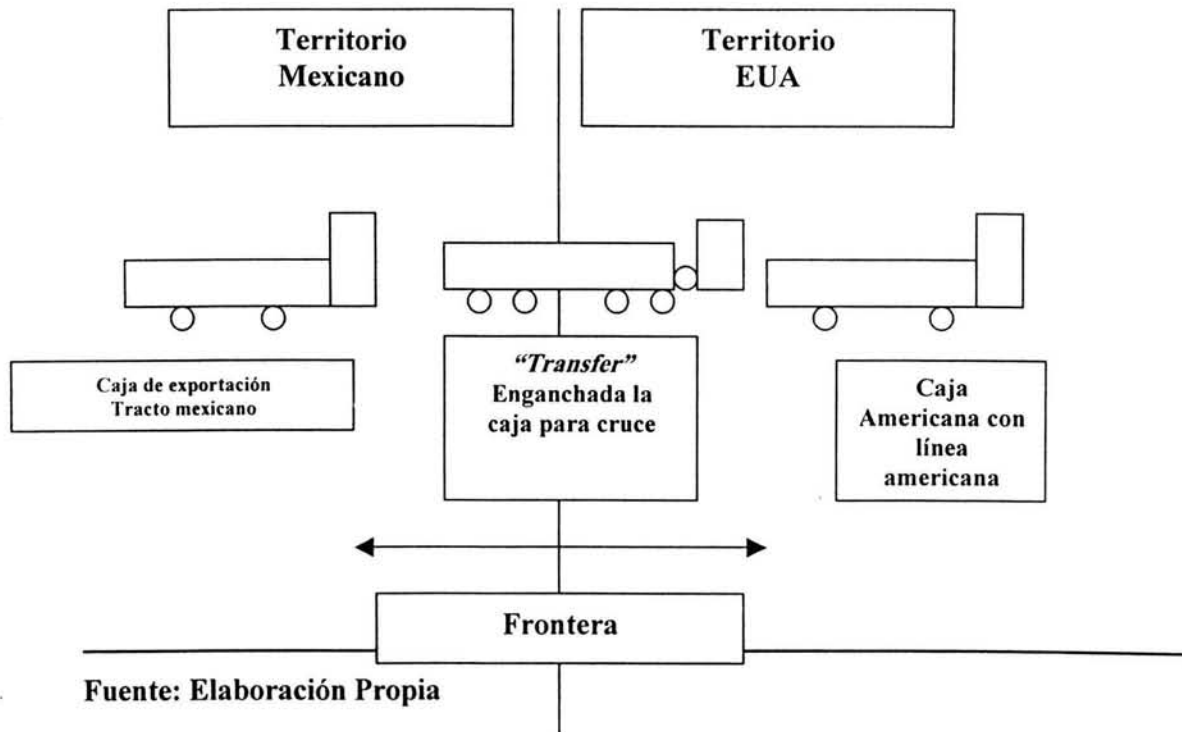 Territorio
Mexicano
Territorio
EUA
Caja de exportación
Tracto mexicano
“Transfer”
Enganchada la
caja para cruce
Caja
Americana con
línea
americana
Frontera
Fuente: Elaboración Propia